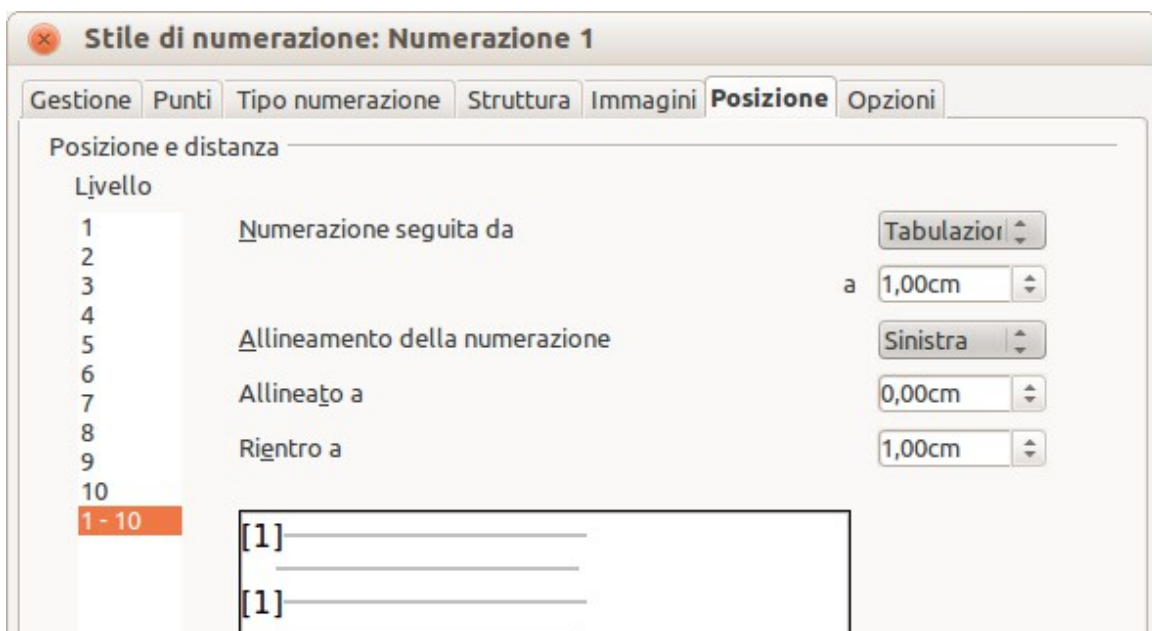 Stile di numerazione: Numerazione 1
Gestione Punti Tipo numerazione Struttura Immagini Posizione Opzioni
Posizione e distanza
Livello
1
2
3
4
5
6
7
8
9
10
1 - 10
Numerazione seguita da Tabulazior
a 1,00cm
Allineamento della numerazione Sinistra
Allineato a 0,00cm
Rientro a 1,00cm
[1]
[1]